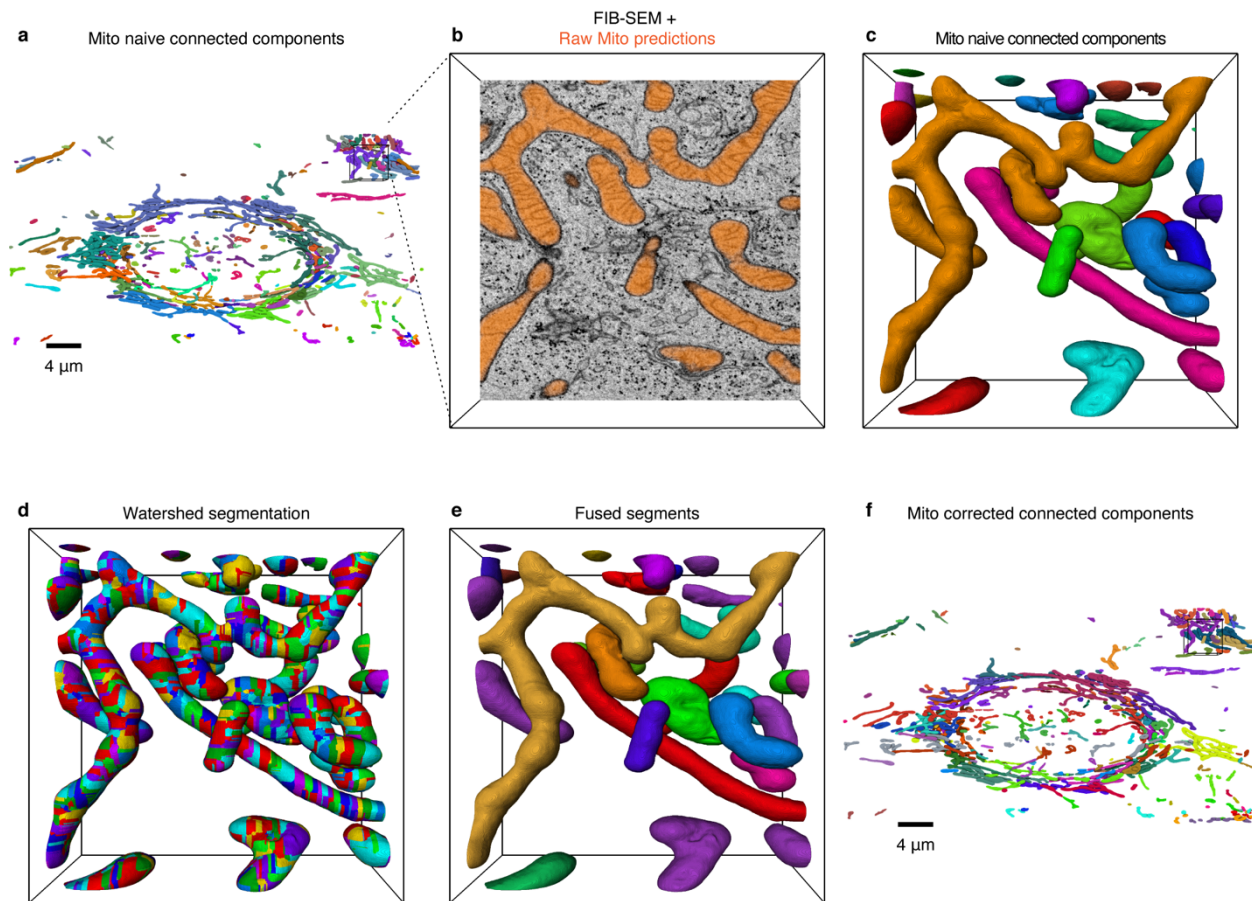 a
Mito naive connected components
FIB-SEM +
b
Raw Mito predictions
c
Mito naive connected components
4 μm
d
Watershed segmentation
e
Fused segments
f
Mito corrected connected components
4 μm